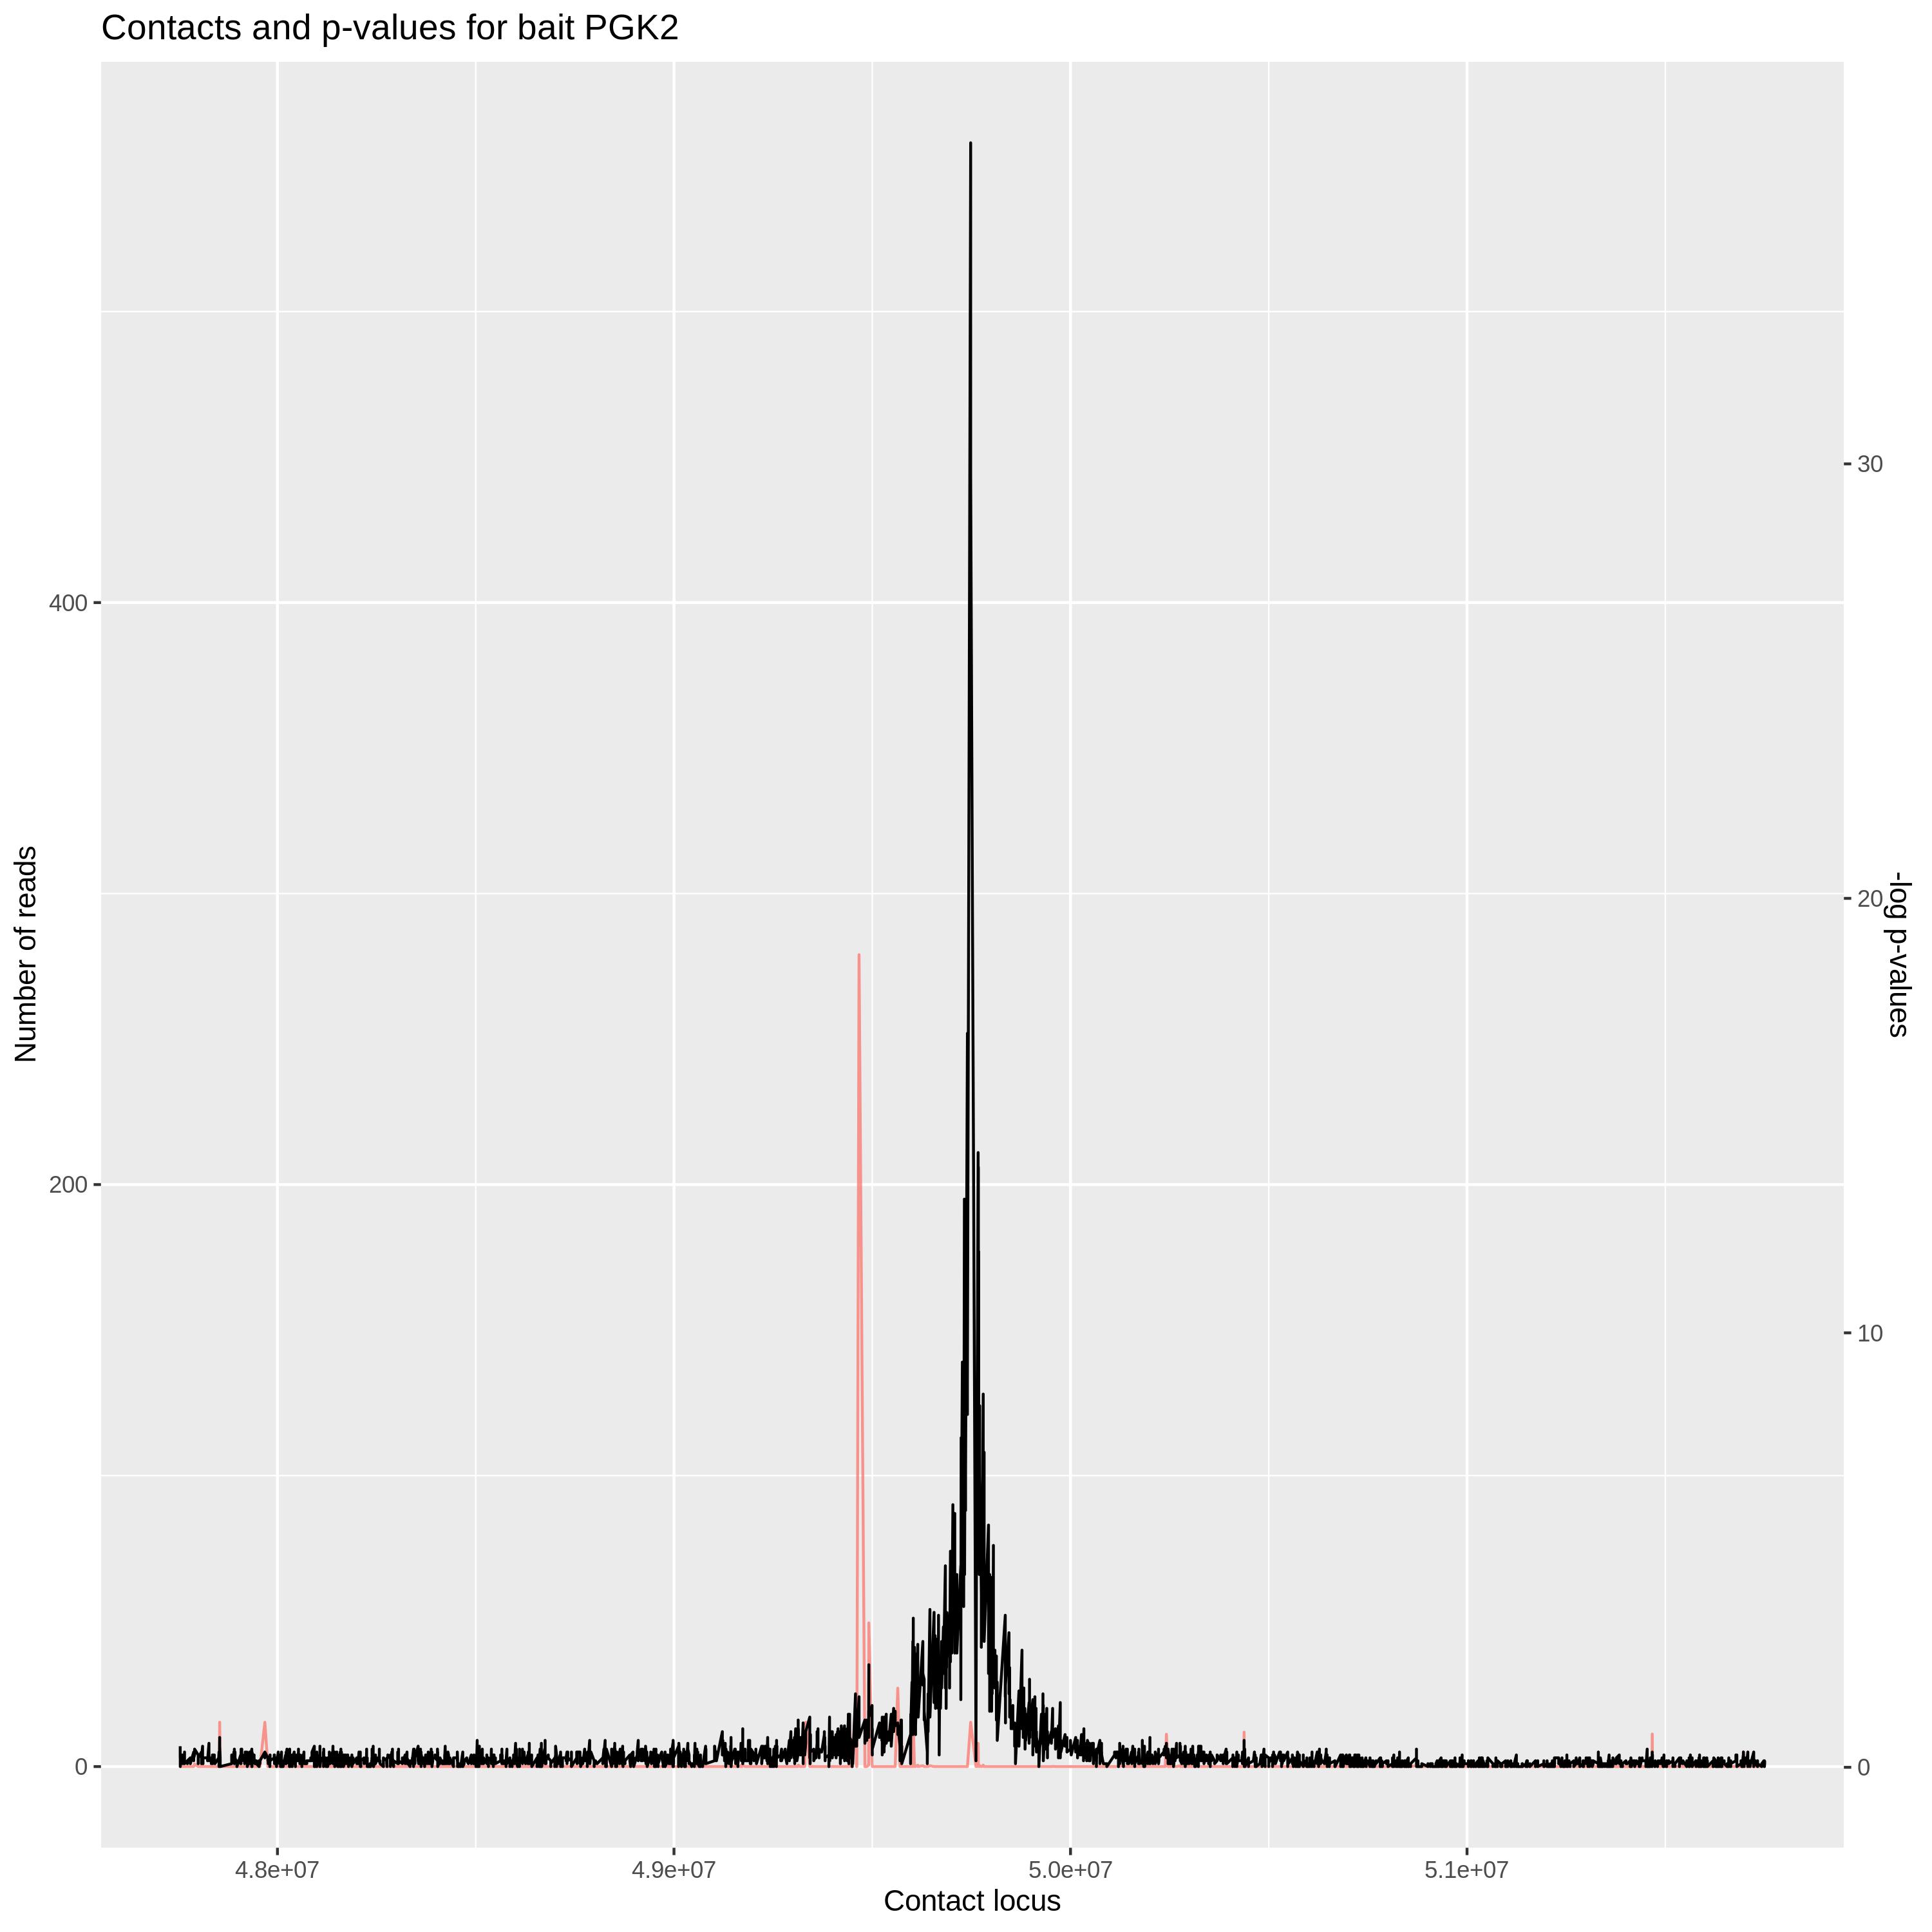 Contacts and p-values for bait PGK2
Number of reads
400
200
0
30
20
10
0
-log p-values
4.8e+07
4.9e+07
5.0e+07
5.1e+07
Contact locus